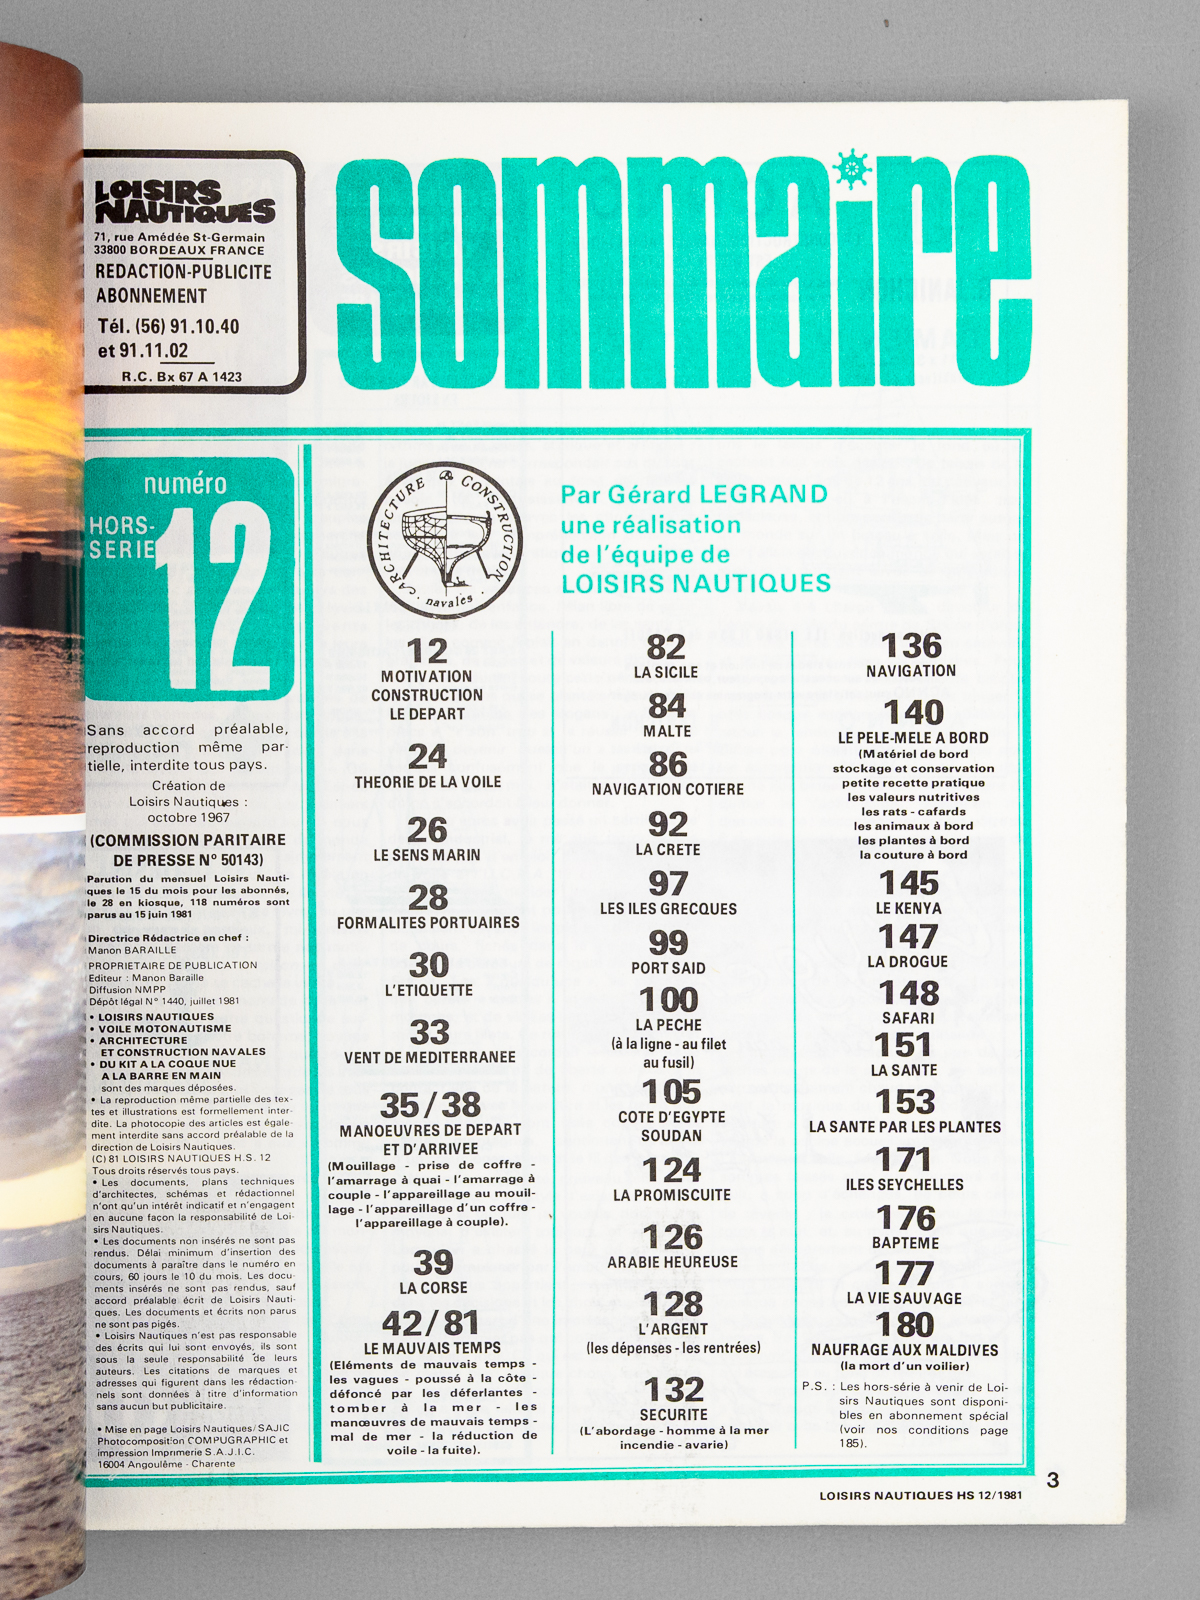 LOISIRS
NAUTIQUES
71, rue Amédée St-Germain
33800 BORDEAUX FRANCE
REDACTION-PUBLICITE
ABONNEMENT
Tél. (56) 91.10.40
et 91.11.02
R.C. Bx 67 A 1423
sommaire
numéro
HORS-
SERIE
12
Sans accord préalable,
reproduction même par-
tielle, interdite tous pays.
Création de
Loisirs Nautiques :
octobre 1967
(COMMISSION PARITAIRE
DE PRESSE N° 50143)
Parution du mensuel Loisirs Nauti-
ques le 15 du mois pour les abonnés,
le 28 en kiosque, 118 numéros sont
parus au 15 juin 1981
Directrice Rédactrice en chef :
Manon BARAILLE
PROPRIETAIRE DE PUBLICATION
Editeur : Manon Baraille
Diffusion NMPP
Dépôt légal N° 1440, juillet 1981
• LOISIRS NAUTIQUES
• VOILE MOTONAUTISME
• ARCHITECTURE
ET CONSTRUCTION NAVALES
• DU KIT A LA COQUE NUE
A LA BARRE EN MAIN
sont des marques déposées.
• La reproduction même partielle des tex-
tes et illustrations est formellement inter-
dite. La photocopie des articles est égale-
ment interdite sans accord préalable de la
direction de Loisirs Nautiques.
(C) 81 LOISIRS NAUTIQUES H.S. 12
Tous droits réservés tous pays.
• Les documents, plans techniques
d'architectes, schémas et rédactionnel
n'ont qu'un intérêt indicatif et n'engagent
en aucune facon la responsabilité de Loi-
sirs Nautiques.
• Les documents non insérés ne sont pas
rendus. Délai minimum d'insertion des
documents à paraître dans le numéro en
cours, 60 jours le 10 du mois. Les docu-
ments insérés ne sont pas rendus, sauf
accord préalable écrit de Loisirs Nauti-
ques. Les documents et écrits non parus
ne sont pas pigés.
• Loisirs Nautiques n'est pas responsable
des écrits qui lui sont envoyés, ils sont
sous la seule responsabilité de leurs
auteurs. Les citations de marques et
adresses qui figurent dans les rédaction-
nels sont données à titre d'information
sans aucun but publicitaire.
• Mise en page Loisirs Nautiques/SAJIC
Photocomposition COMPUGRAPHIC et
impression Imprimerie S.A.J.I.C.
16004 Angoulême - Charente
ARCHITECTURE & CONSTRUCTION
· navales ·
Par Gérard LEGRAND
une réalisation
de l'équipe de
LOISIRS NAUTIQUES
12
MOTIVATION
CONSTRUCTION
LE DEPART
24
THEORIE DE LA VOILE
26
LE SENS MARIN
28
FORMALITES PORTUAIRES
30
L'ETIQUETTE
33
VENT DE MEDITERRANEE
35/38
MANOEUVRES DE DEPART
ET D'ARRIVEE
(Mouillage - prise de coffre -
l'amarrage à quai - l'amarrage à
couple - l'appareillage au mouil-
lage - l'appareillage d'un coffre -
l'appareillage à couple).
39
LA CORSE
42/81
LE MAUVAIS TEMPS
(Eléments de mauvais temps -
les vagues - poussé à la côte -
défoncé par les déferlantes -
tomber à la mer - les
manœuvres de mauvais temps -
mal de mer - la réduction de
voile - la fuite).
82
LA SICILE
84
MALTE
86
NAVIGATION COTIERE
92
LA CRETE
97
LES ILES GRECQUES
99
PORT SAID
100
LA PECHE
(à la ligne - au filet
au fusil)
105
COTE D'EGYPTE
SOUDAN
124
LA PROMISCUITE
126
ARABIE HEUREUSE
128
L'ARGENT
(les dépenses - les rentrées)
132
SECURITE
(L'abordage - homme à la mer
incendie - avarie)
136
NAVIGATION
140
LE PELE-MELE A BORD
(Matériel de bord
stockage et conservation
petite recette pratique
les valeurs nutritives
les rats - cafards
les animaux à bord
les plantes à bord
la couture à bord
145
LE KENYA
147
LA DROGUE
148
SAFARI
151
LA SANTE
153
LA SANTE PAR LES PLANTES
171
ILES SEYCHELLES
176
BAPTEME
177
LA VIE SAUVAGE
180
NAUFRAGE AUX MALDIVES
(la mort d'un voilier)
P.S. : Les hors-série à venir de Loi-
sirs Nautiques sont disponi-
bles en abonnement spécial
(voir nos conditions page
185).
LOISIRS NAUTIQUES HS 12/1981
3